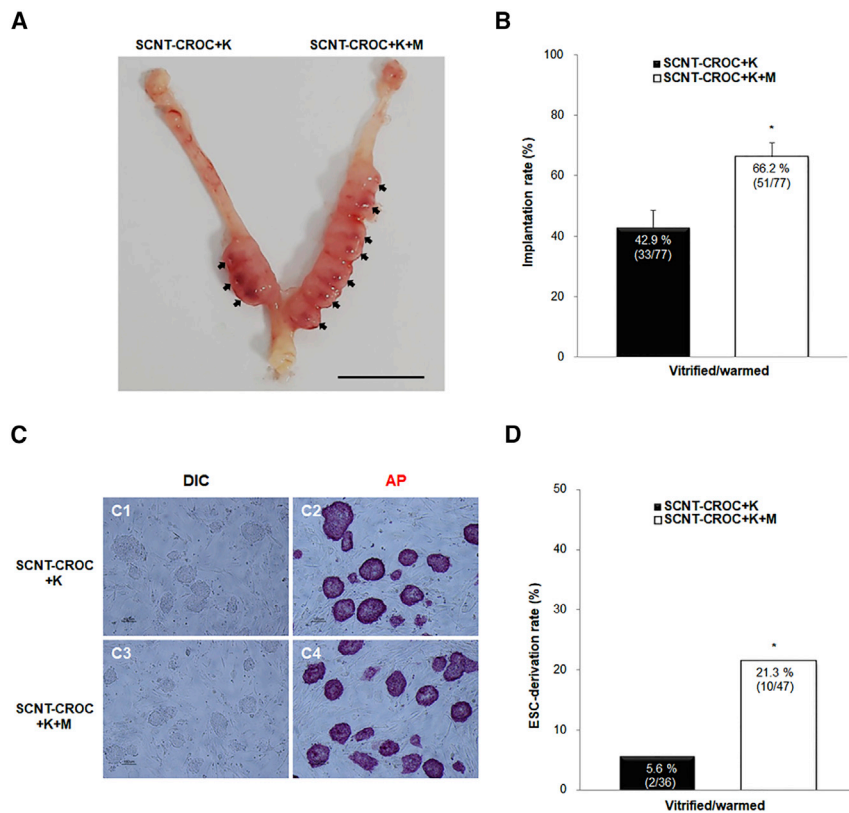 A
SCNT-CROC+K
SCNT-CROC+K+M
B
Implantation rate (%)
100
80
60
40
20
0
SCNT-CROC+K
SCNT-CROC+K+M
*
66.2 %
(51/77)
42.9 %
(33/77)
Vitrified/warmed
C
DIC
AP
SCNT-CROC
+K
C1
C2
SCNT-CROC
+K+M
C3
C4
D
ESC-derivation rate (%)
50
40
30
20
10
0
SCNT-CROC+K
SCNT-CROC+K+M
*
21.3 %
(10/47)
5.6 %
(2/36)
Vitrified/warmed